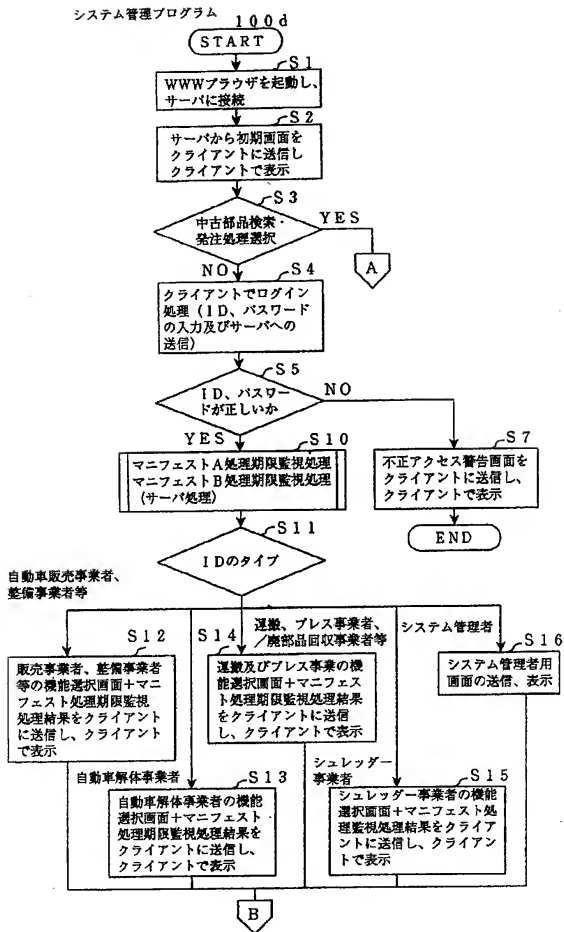 システム管理プログラム
100d
START
S1
WWWブラウザを起動し、
サーバに接続
S2
サーバから初期画面を
クライアントに送信し
クライアントで表示
S3
中古部品検索・
発注処理選択
YES
A
NO
S4
クライアントでログイン
処理(ID、パスワード
の入力及びサーバへの
送信)
S5
ID、パスワー
ドが正しいか
NO
YES
S7
不正アクセス警告画面を
クライアントに送信し、
クライアントで表示
END
S10
マニフェストA処理期限監視処理
マニフェストB処理期限監視処理
(サーバ処理)
S11
IDのタイプ
自動車販売事業者、
整備事業者等
S12
販売事業者、整備事業者
等の機能選択画面+マニ
フェスト処理期限監視
処理結果をクライアント
に送信し、クライアント
で表示
運搬、プレス事業者、
/廃部品回収事業者等
S14
運搬及びプレス事業の機
能選択画面+マニフェス
ト処理期限監視処理結果
をクライアントに送信
し、クライアントで表示
システム管理者
S16
システム管理者用
画面の送信、表示
自動車解体事業者
S13
自動車解体事業者の機能
選択画面+マニフェスト
処理期限監視処理結果を
クライアントに送信し、
クライアントで表示
シュレッダー
事業者
S15
シュレッダー事業者の機能
選択画面+マニフェスト処
理監視処理結果をクライア
ントに送信し、クライアン
トで表示
B